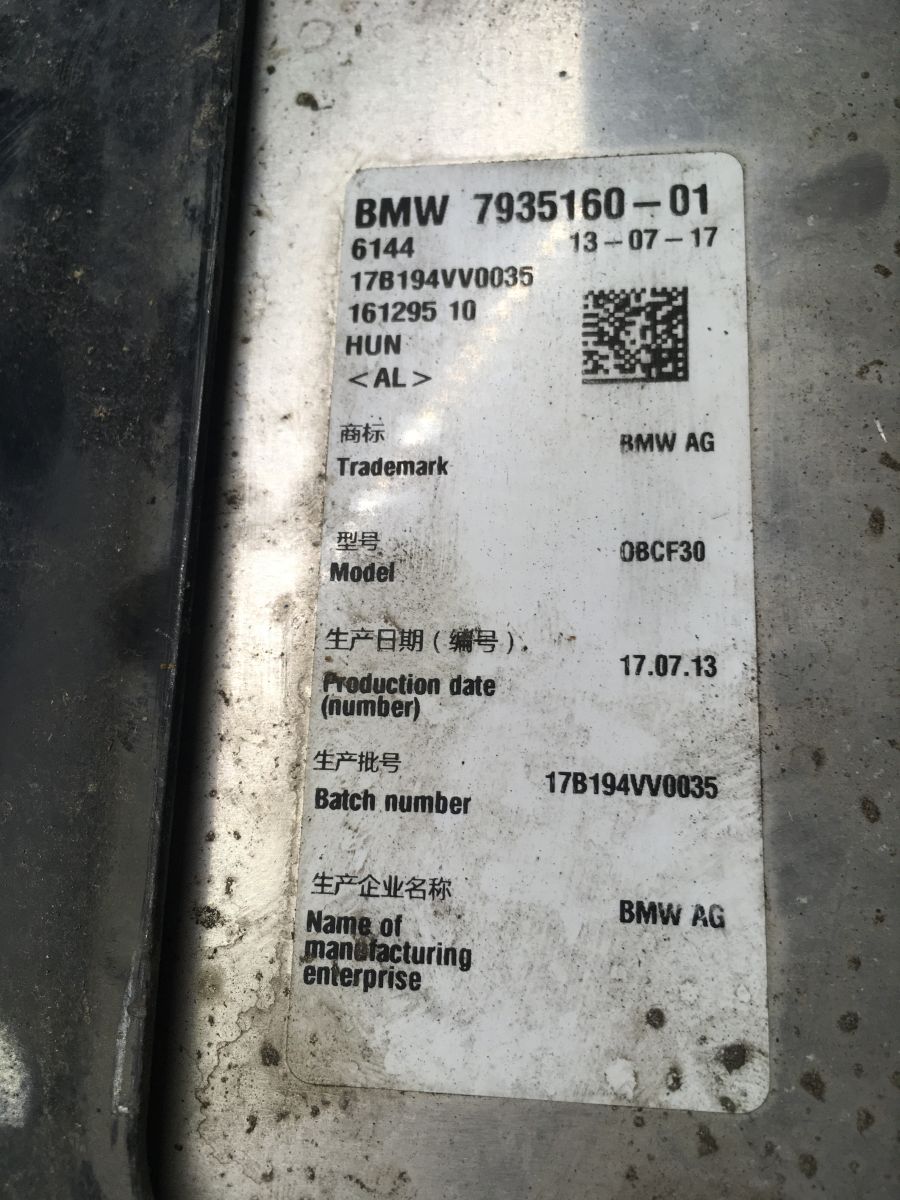 BMW 7935160-01
6144 13-07-17
17B194VV0035
161295 10
HUN
<AL>
商标
Trademark
BMW AG
型号
Model
OBCF30
生产日期(编号)
Production date
(number)
17.07.13
生产批号
Batch number
17B194VV0035
生产企业名称
Name of
manufacturing
enterprise
BMW AG